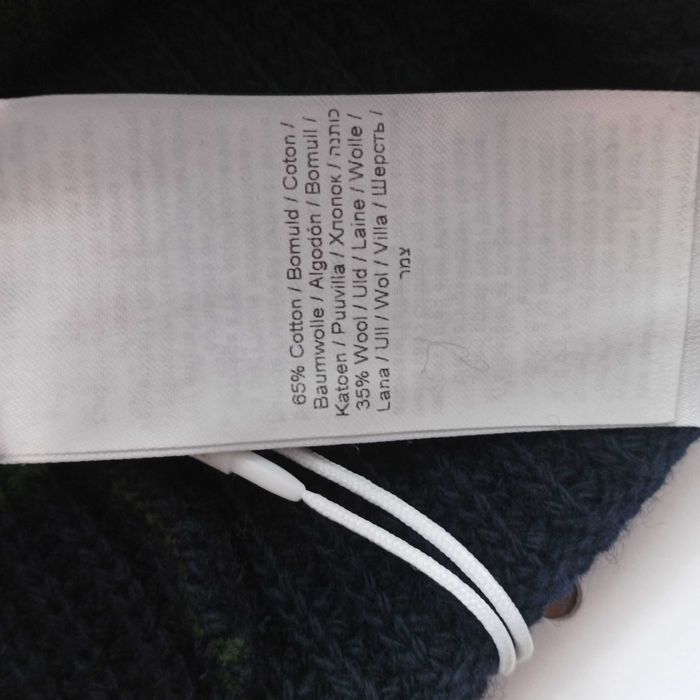 65% Cotton / Bomuld / Coton /
Baumwolle / Algodón / Bomull /
Katoen / Puuvilla / Хлопок / כותנה
35% Wool / Uld / Laine / Wolle /
Lana / Ull / Wol / Villa / Шерсть /
צמר